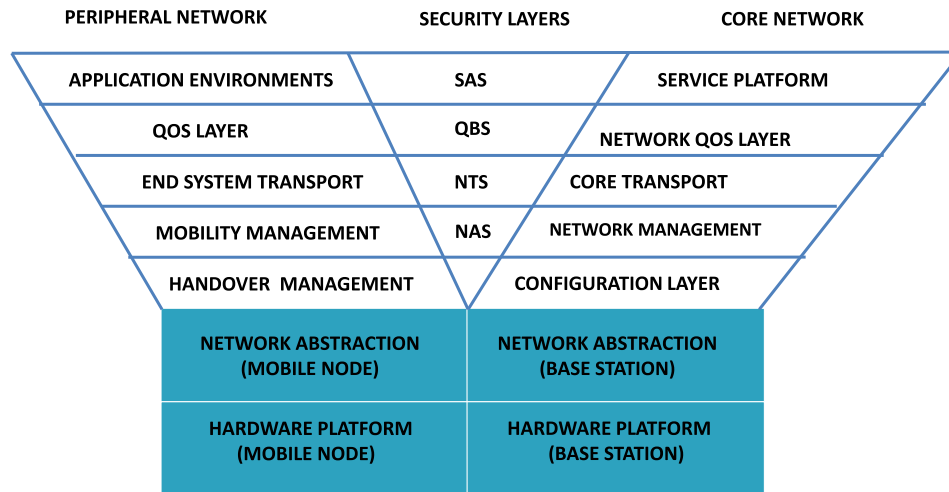 PERIPHERAL NETWORK SECURITY LAYERS CORE NETWORK
APPLICATION ENVIRONMENTS SAS SERVICE PLATFORM
QOS LAYER QBS NETWORK QOS LAYER
END SYSTEM TRANSPORT NTS CORE TRANSPORT
MOBILITY MANAGEMENT NAS NETWORK MANAGEMENT
HANDOVER MANAGEMENT CONFIGURATION LAYER
NETWORK ABSTRACTION
(MOBILE NODE)
NETWORK ABSTRACTION
(BASE STATION)
HARDWARE PLATFORM
(MOBILE NODE)
HARDWARE PLATFORM
(BASE STATION)